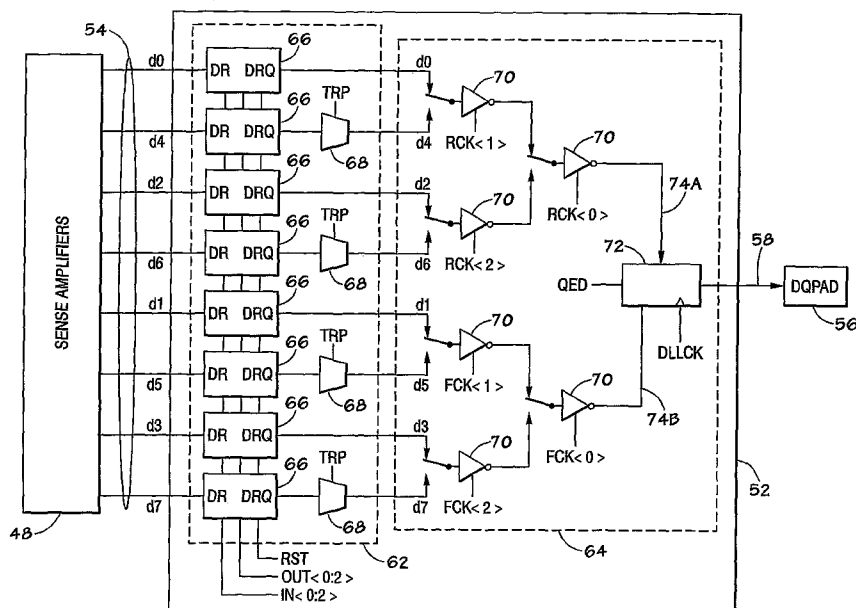 54
66
d0
DR DRQ
d0
70
TRP
66
d4
DR DRQ
68
d4
RCK<1>
70
66
d2
DR DRQ
d2
70
RCK<0>
74A
TRP
66
d6
DR DRQ
68
d6
RCK<2>
72
58
SENSE AMPLIFIERS
QED
DQPAD
56
66
d1
DR DRQ
d1
70
DLLCK
TRP
66
d5
DR DRQ
68
d5
FCK<1>
70
74B
66
d3
DR DRQ
d3
70
FCK<0>
TRP
66
d7
DR DRQ
68
d7
FCK<2>
52
48
62
64
RST
OUT<0:2>
IN<0:2>